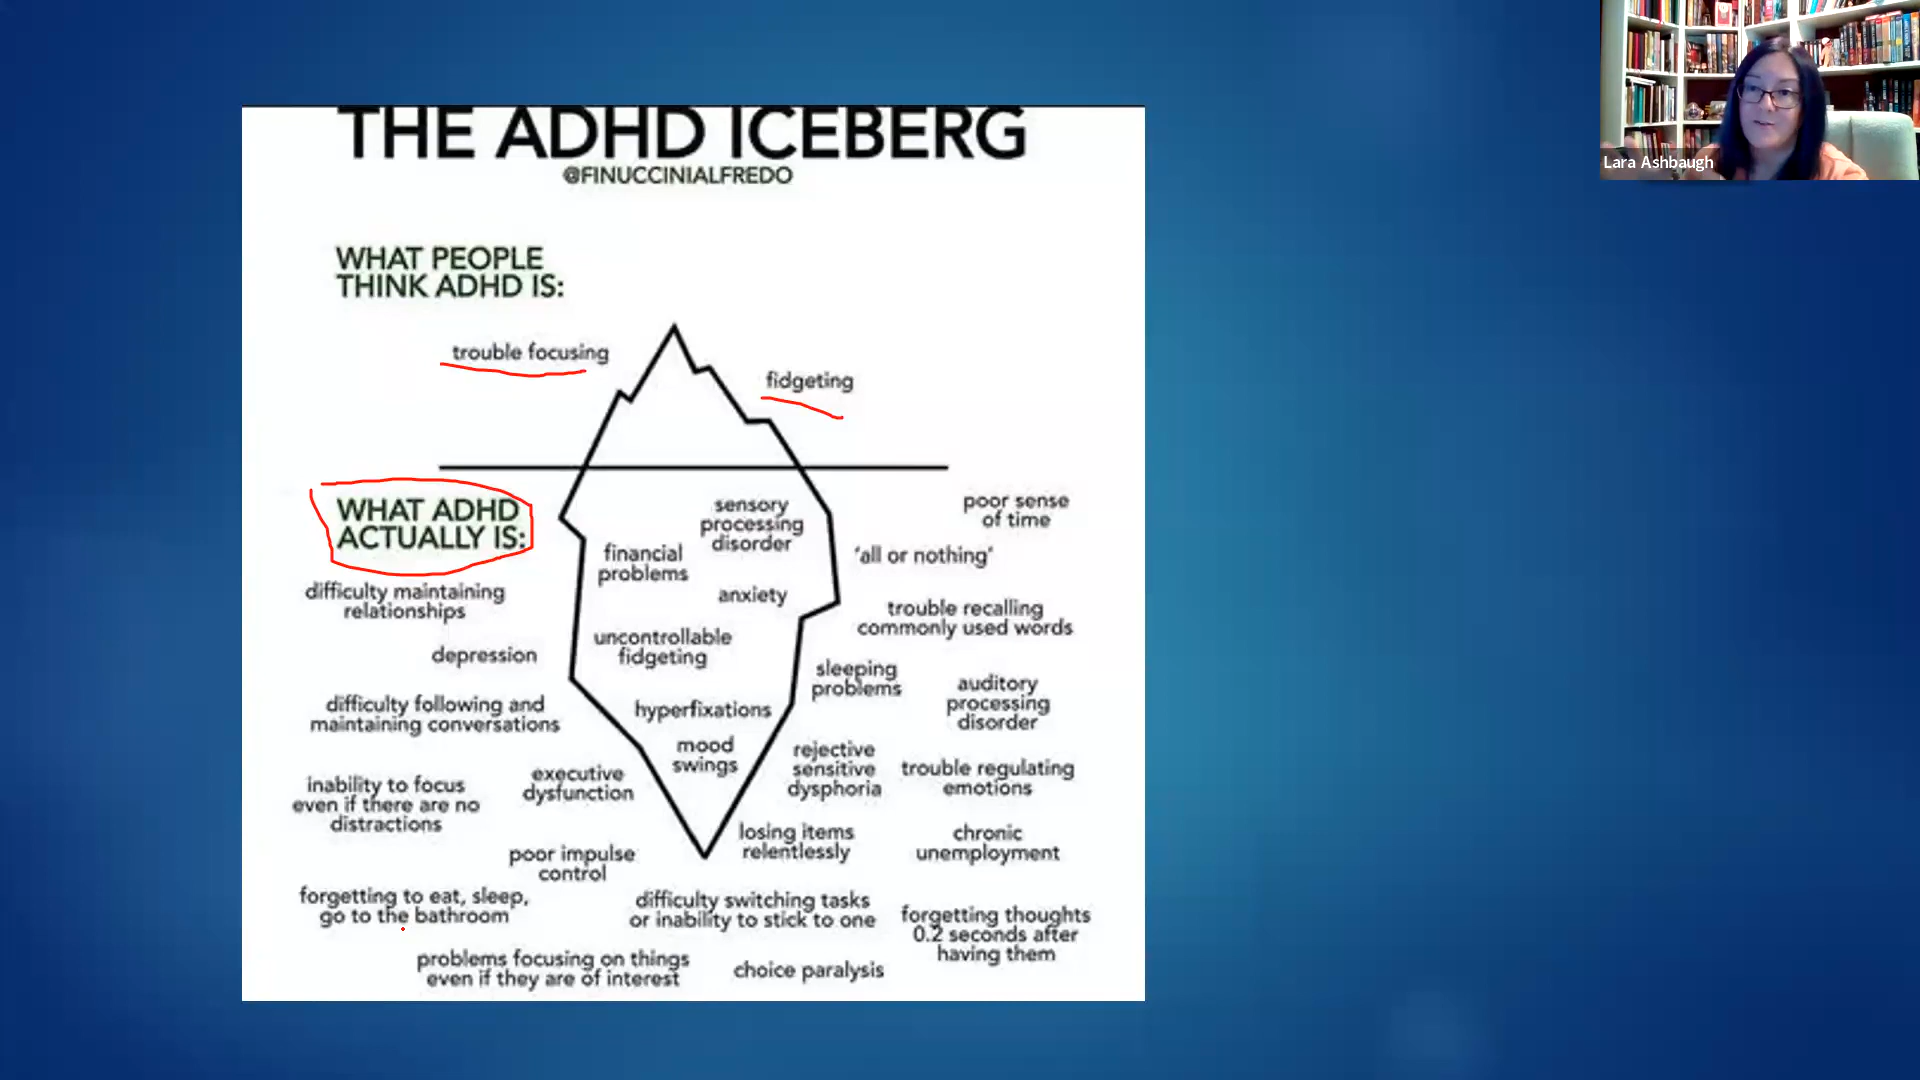 THE ADHD ICEBERG
@FINUCCINIALFREDO
WHAT PEOPLE
THINK ADHD IS:
trouble focusing
fidgeting
WHAT ADHD
ACTUALLY IS:
difficulty maintaining
relationships
depression
difficulty following and
maintaining conversations
inability to focus
even if there are no
distractions
executive
dysfunction
poor impulse
control
forgetting to eat, sleep,
go to the bathroom
problems focusing on things
even if they are of interest
financial
problems
sensory
processing
disorder
anxiety
uncontrollable
fidgeting
hyperfixations
mood
swings
poor sense
of time
'all or nothing'
trouble recalling
commonly used words
sleeping
problems
auditory
processing
disorder
rejective
sensitive
dysphoria
trouble regulating
emotions
losing items
relentlessly
chronic
unemployment
difficulty switching tasks
or inability to stick to one
forgetting thoughts
0.2 seconds after
having them
choice paralysis
Lara Ashbaugh